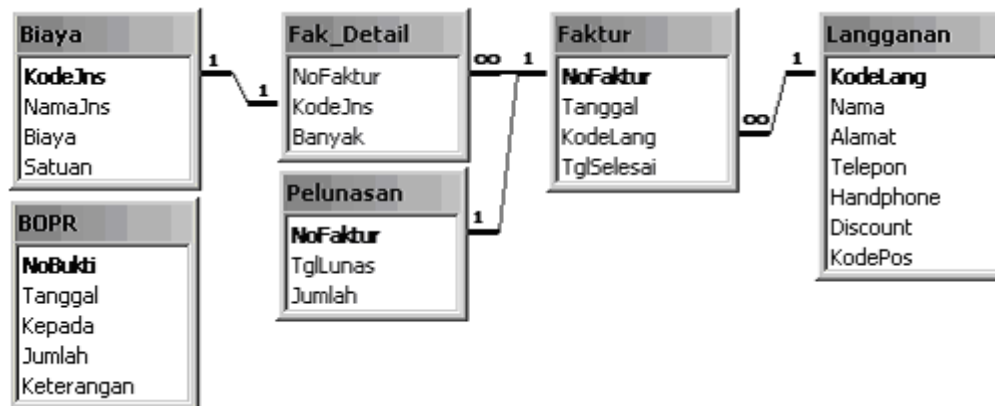 Biaya
KodeJns
NamaJns
Biaya
Satuan
1
1
Fak_Detail
NoFaktur
KodeJns
Banyak
∞
1
Faktur
NoFaktur
Tanggal
KodeLang
TglSelesai
∞
1
Langganan
KodeLang
Nama
Alamat
Telepon
Handphone
Discount
KodePos
BOPR
NoBukti
Tanggal
Kepada
Jumlah
Keterangan
Pelunasan
NoFaktur
TglLunas
Jumlah
1